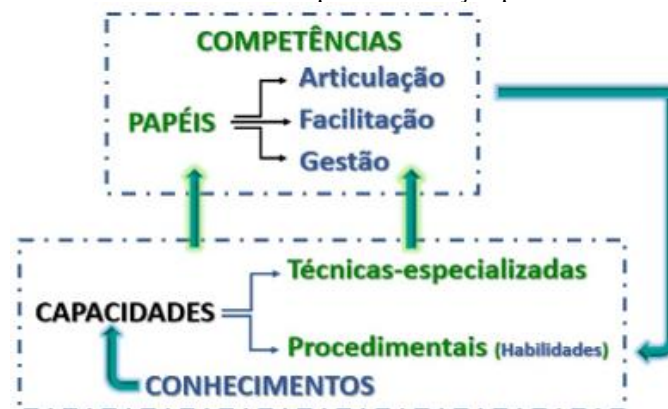 COMPETÊNCIAS
Articulação
PAPÉIS
Facilitação
Gestão
Técnicas-especializadas
CAPACIDADES
Procedimentais (Habilidades)
CONHECIMENTOS